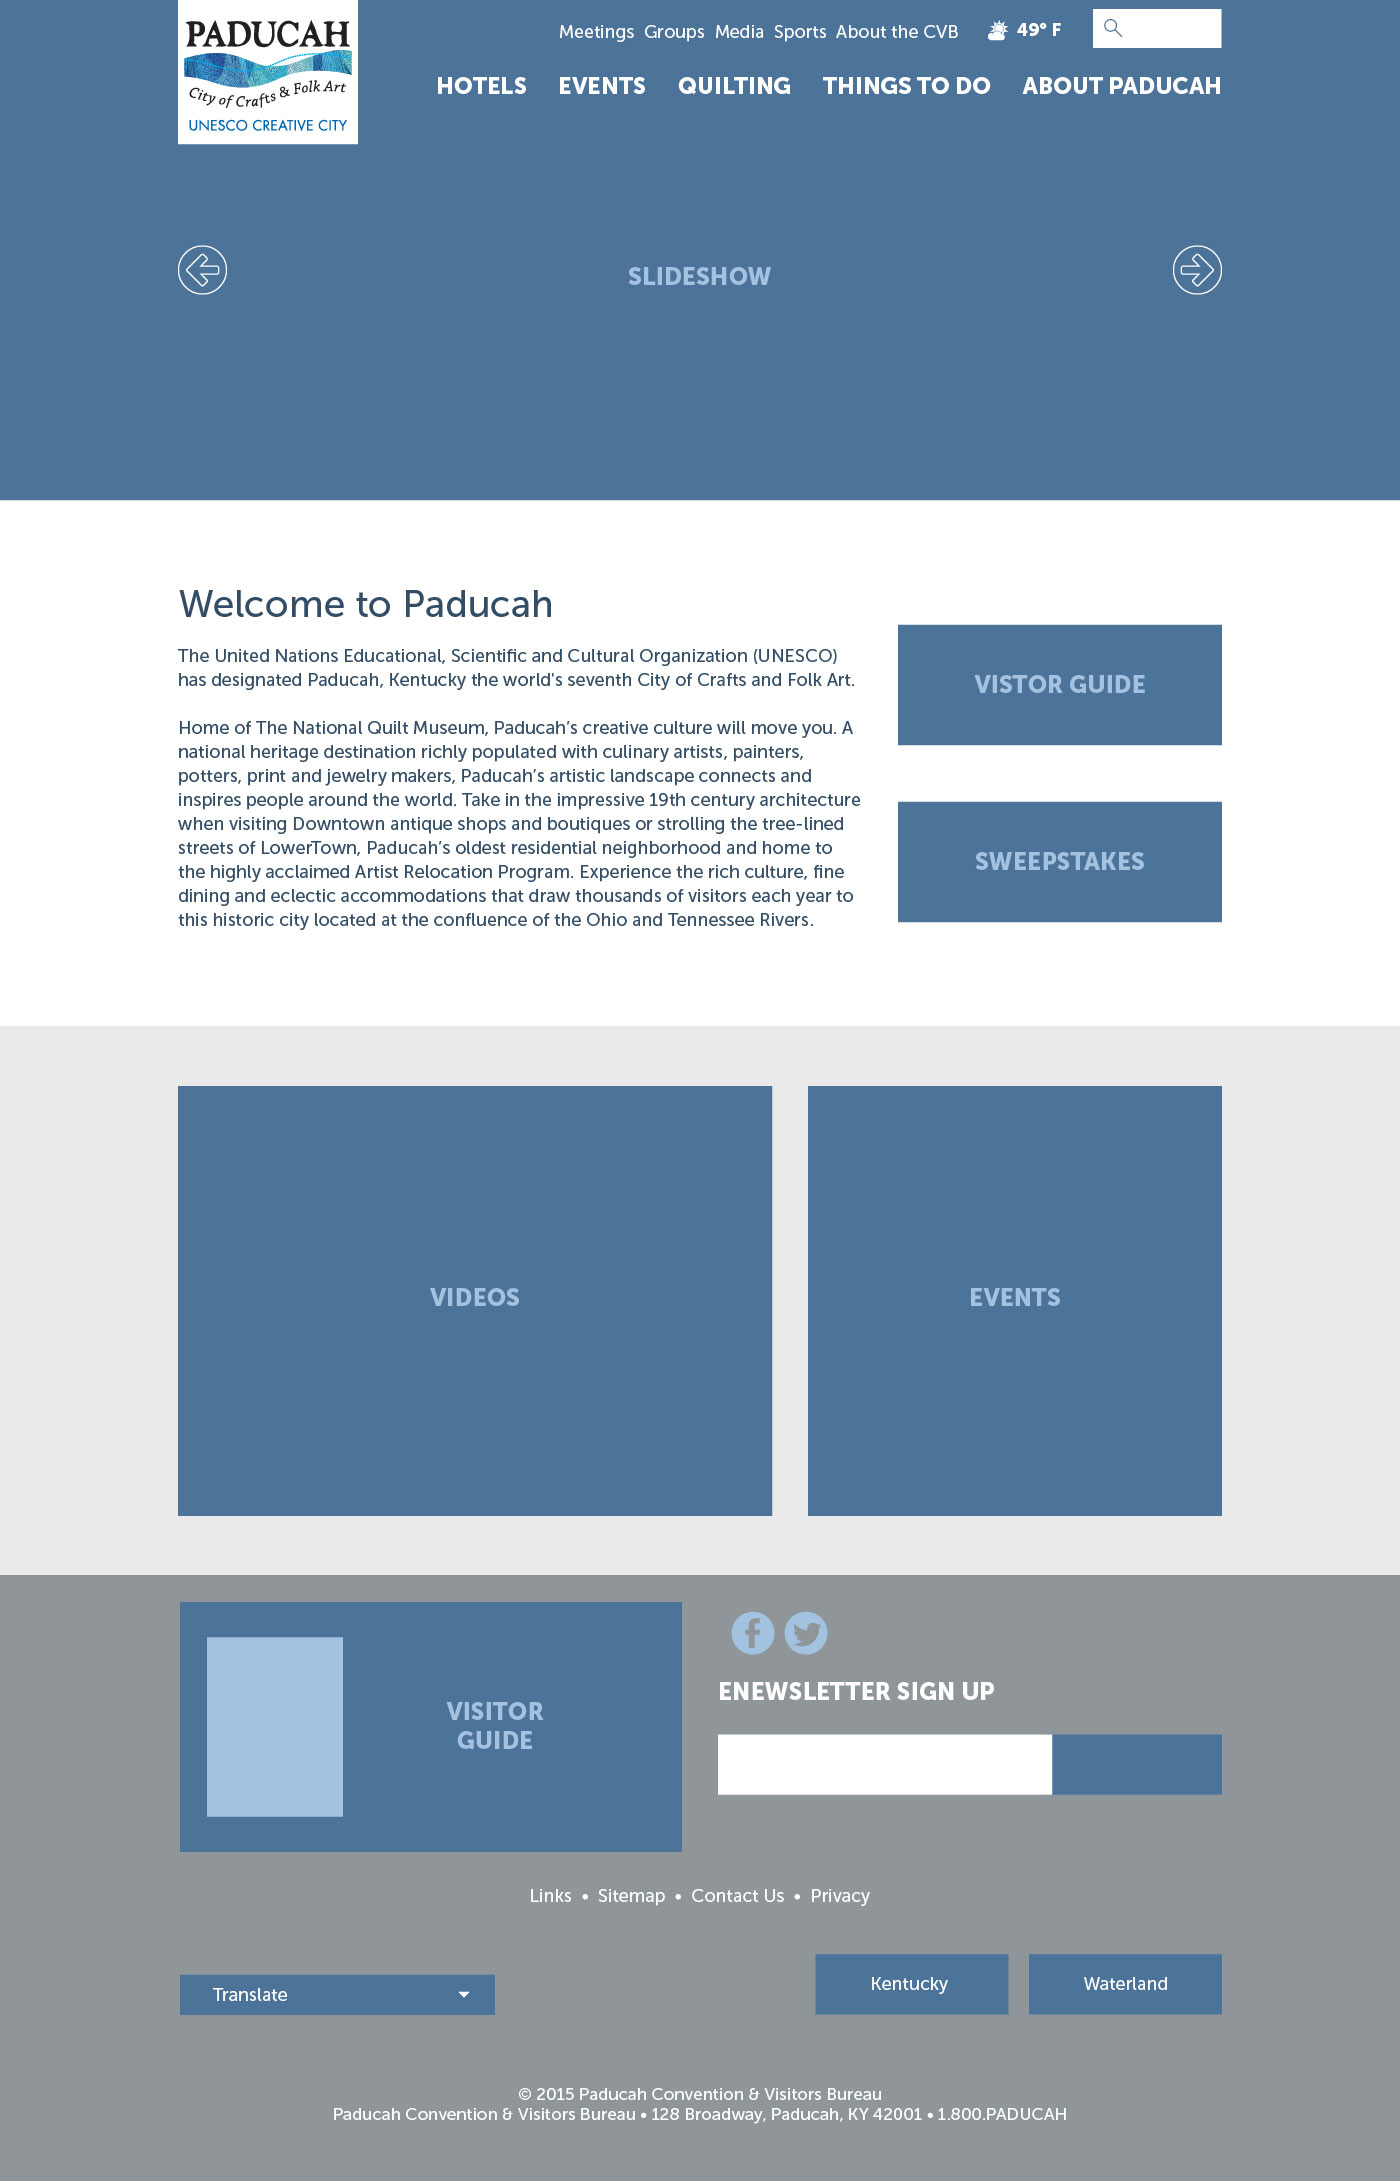 PADUCAH
City of Crafts & Folk Art
UNESCO CREATIVE CITY
Meetings Groups Media Sports About the CVB 49° F
HOTELS EVENTS QUILTING THINGS TO DO ABOUT PADUCAH
SLIDESHOW
Welcome to Paducah
The United Nations Educational, Scientific and Cultural Organization (UNESCO)
has designated Paducah, Kentucky the world's seventh City of Crafts and Folk Art.
Home of The National Quilt Museum, Paducah’s creative culture will move you. A
national heritage destination richly populated with culinary artists, painters,
potters, print and jewelry makers, Paducah’s artistic landscape connects and
inspires people around the world. Take in the impressive 19th century architecture
when visiting Downtown antique shops and boutiques or strolling the tree-lined
streets of LowerTown, Paducah’s oldest residential neighborhood and home to
the highly acclaimed Artist Relocation Program. Experience the rich culture, fine
dining and eclectic accommodations that draw thousands of visitors each year to
this historic city located at the confluence of the Ohio and Tennessee Rivers.
VISTOR GUIDE
SWEEPSTAKES
VIDEOS
EVENTS
VISITOR
GUIDE
ENEWSLETTER SIGN UP
Links • Sitemap • Contact Us • Privacy
Translate
Kentucky
Waterland
© 2015 Paducah Convention & Visitors Bureau
Paducah Convention & Visitors Bureau • 128 Broadway, Paducah, KY 42001 • 1.800.PADUCAH